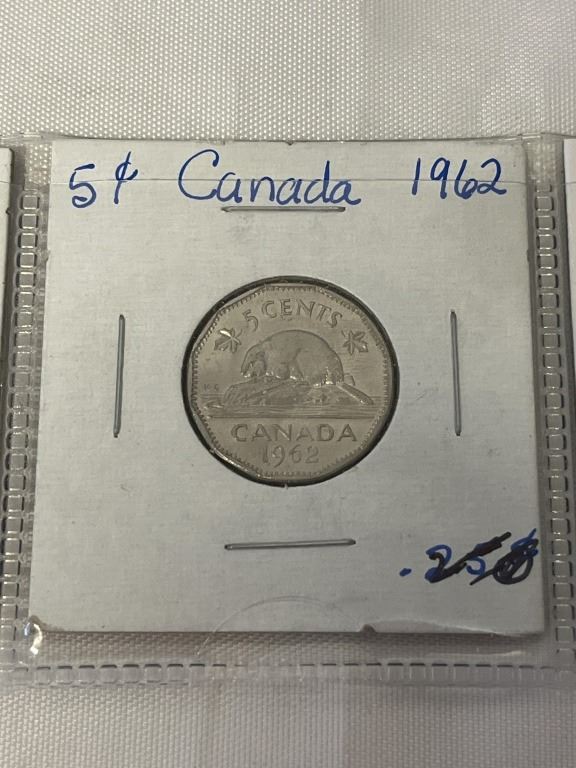 5¢ Canada 1962
5 CENTS
K·G
CANADA
1962
.25¢